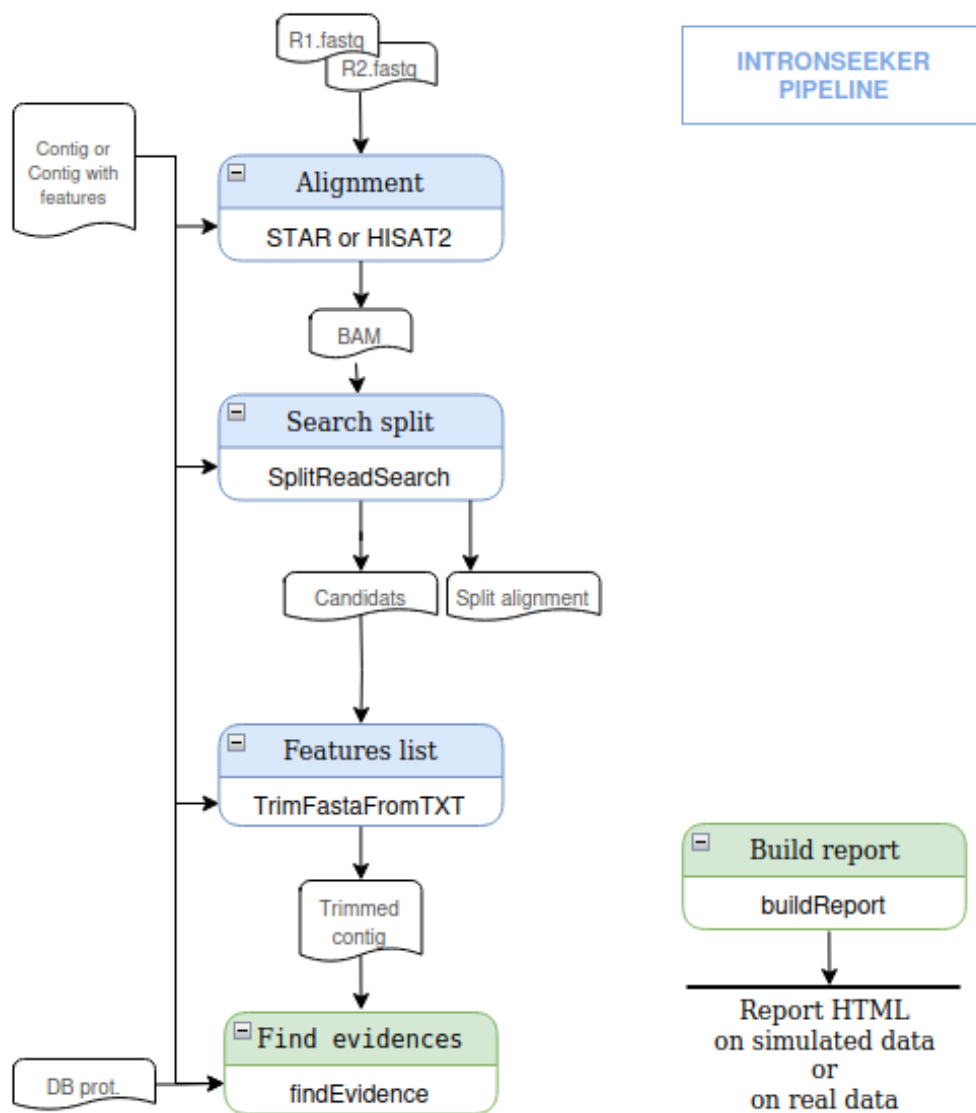 R1.fastq
R2.fastq
INTRONSEEKER
PIPELINE
Contig or
Contig with
features
Alignment
STAR or HISAT2
BAM
Search split
SplitReadSearch
Candidats
Split alignment
Features list
TrimFastaFromTXT
Trimmed
contig
Build report
buildReport
Report HTML
on simulated data
or
on real data
Find evidences
findEvidence
DB prot.